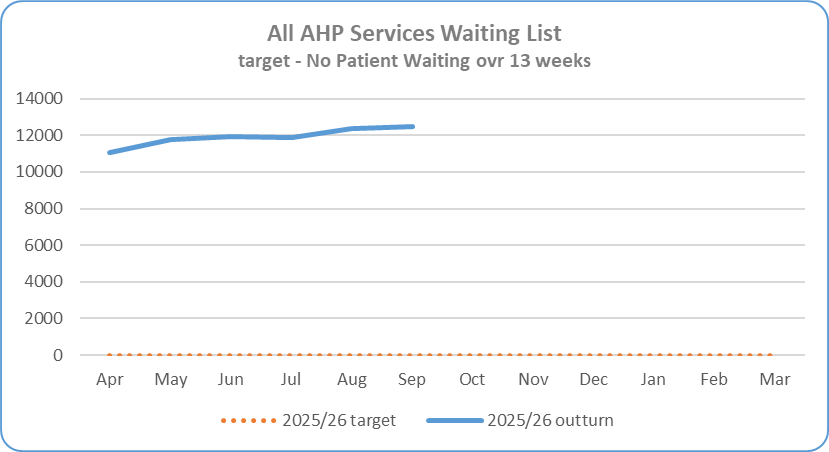 All AHP Services Waiting List
target - No Patient Waiting ovr 13 weeks
14000
12000
10000
8000
6000
4000
2000
0
Apr May Jun Jul Aug Sep Oct Nov Dec Jan Feb Mar
2025/26 target 2025/26 outturn